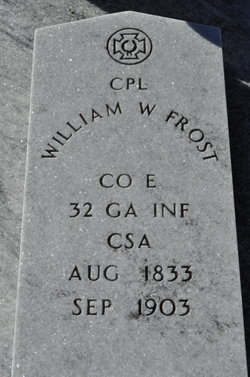 CPL
WILLIAM W FROST
CO E
32 GA INF
CSA
AUG 1833
SEP 1903